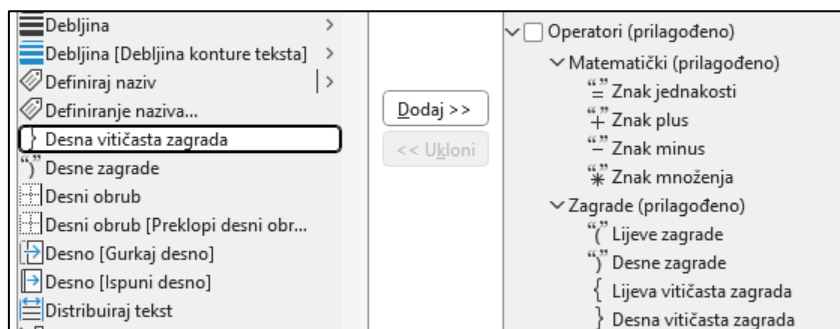 Debljina
Debljina [Debljina konture teksta]
Definiraj naziv
Definiranje naziva...
Desna vitičasta zagrada
Desne zagrade
Desni obrub
Desni obrub [Preklopi desni obr...
Desno [Gurkaj desno]
Desno [Ispuni desno]
Distribuiraj tekst
Dodaj >>
<< Ukloni
Operatori (prilagođeno)
Matematički (prilagođeno)
Znak jednakosti
Znak plus
Znak minus
Znak množenja
Zagrade (prilagođeno)
Lijeve zagrade
Desne zagrade
Lijeva vitičasta zagrada
Desna vitičasta zagrada